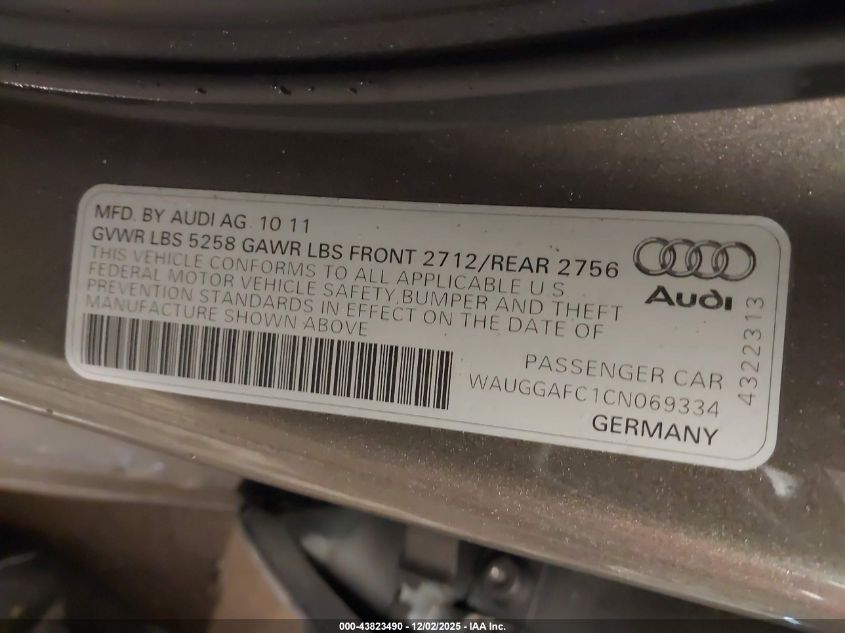 MFD. BY AUDI AG 10 11
GVWR LBS 5258 GAWR LBS FRONT 2712/REAR 2756
THIS VEHICLE CONFORMS TO ALL APPLICABLE U S
FEDERAL MOTOR VEHICLE SAFETY, BUMPER AND THEFT
PREVENTION STANDARDS IN EFFECT ON THE DATE OF
MANUFACTURE SHOWN ABOVE
Audi
4322313
PASSENGER CAR
WAUGGAFC1CN069334
GERMANY
000-43823490 - 12/02/2025 - IAA Inc.